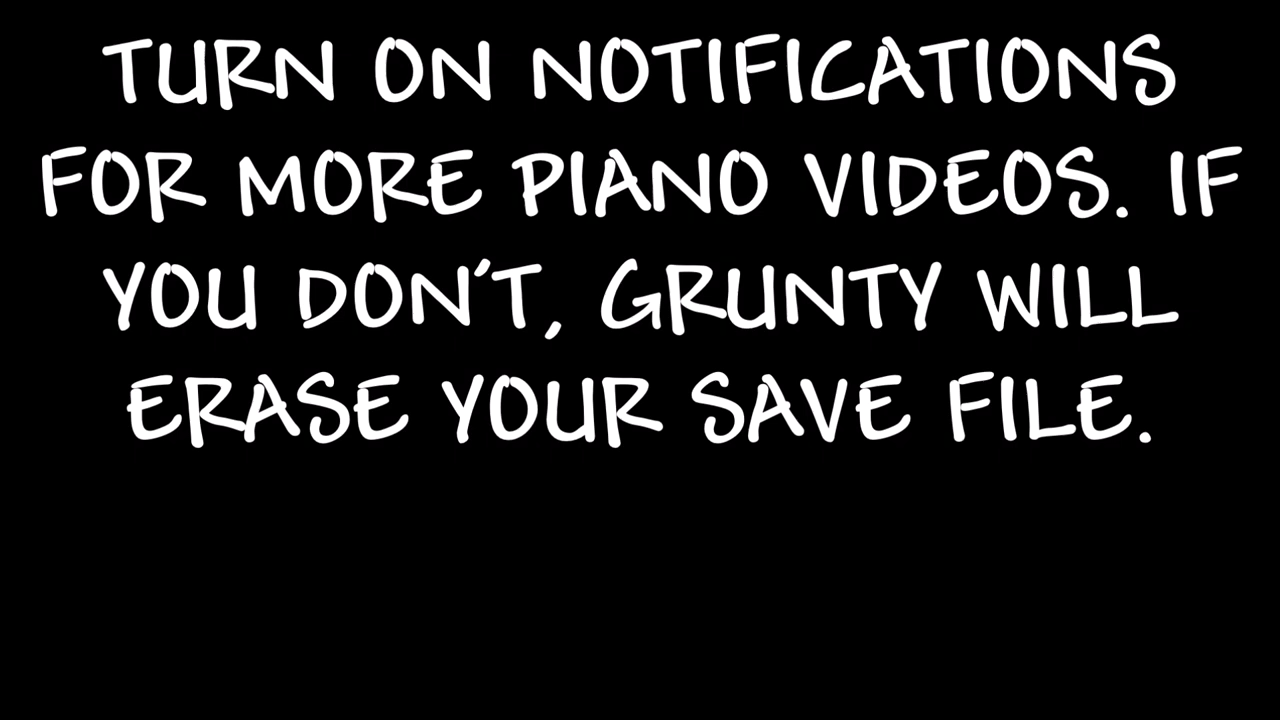 TURN ON NOTIFICATIONS
FOR MORE PIANO VIDEOS. IF
YOU DON'T, GRUNTY WILL
ERASE YOUR SAVE FILE.